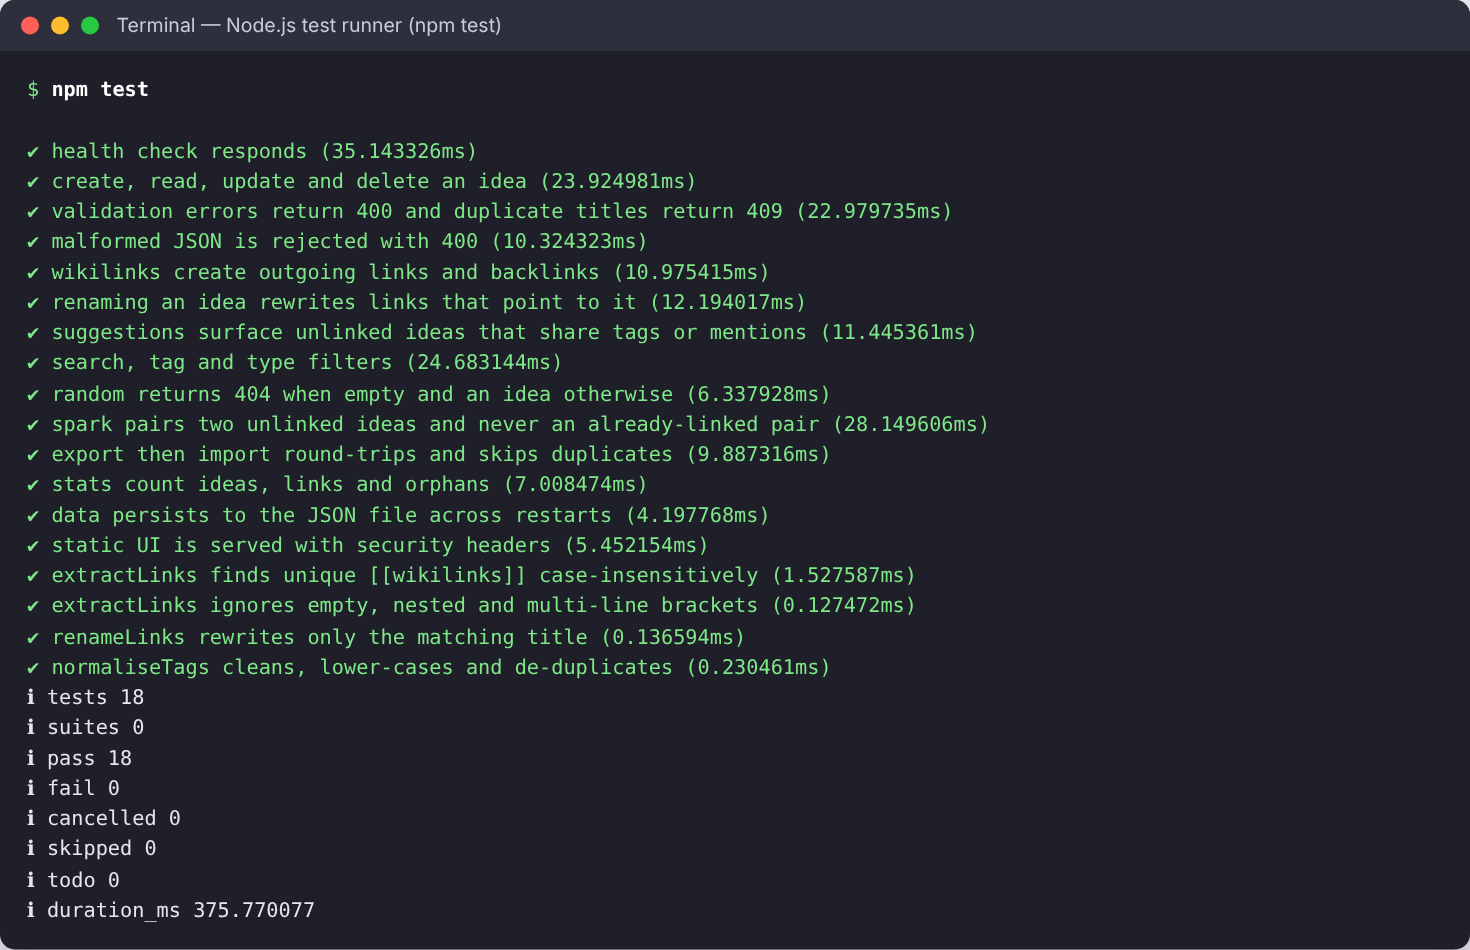 Terminal — Node.js test runner (npm test)
$ npm test
✔ health check responds (35.143326ms)
✔ create, read, update and delete an idea (23.924981ms)
✔ validation errors return 400 and duplicate titles return 409 (22.979735ms)
✔ malformed JSON is rejected with 400 (10.324323ms)
✔ wikilinks create outgoing links and backlinks (10.975415ms)
✔ renaming an idea rewrites links that point to it (12.194017ms)
✔ suggestions surface unlinked ideas that share tags or mentions (11.445361ms)
✔ search, tag and type filters (24.683144ms)
✔ random returns 404 when empty and an idea otherwise (6.337928ms)
✔ spark pairs two unlinked ideas and never an already-linked pair (28.149606ms)
✔ export then import round-trips and skips duplicates (9.887316ms)
✔ stats count ideas, links and orphans (7.008474ms)
✔ data persists to the JSON file across restarts (4.197768ms)
✔ static UI is served with security headers (5.452154ms)
✔ extractLinks finds unique [[wikilinks]] case-insensitively (1.527587ms)
✔ extractLinks ignores empty, nested and multi-line brackets (0.127472ms)
✔ renameLinks rewrites only the matching title (0.136594ms)
✔ normaliseTags cleans, lower-cases and de-duplicates (0.230461ms)
ℹ tests 18
ℹ suites 0
ℹ pass 18
ℹ fail 0
ℹ cancelled 0
ℹ skipped 0
ℹ todo 0
ℹ duration_ms 375.770077